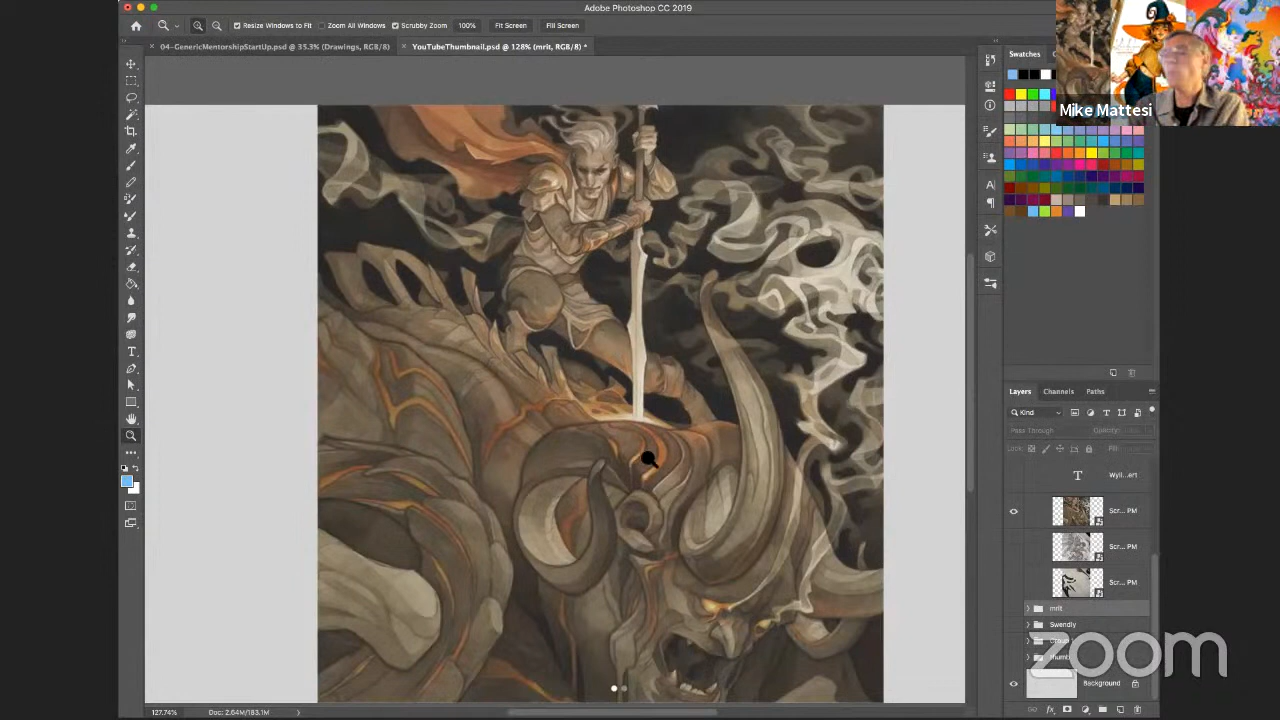 Adobe Photoshop CC 2019
Resize Windows to Fit
Zoom All Windows
Scrubby Zoom
100%
Fit Screen
Fill Screen
04-GenericMentorshipStartUp.psd @ 35.3% (Drawings, RGB/8)
YouTubeThumbnail.psd @ 128% (mrit, RGB/8) *
Swatches
Mike Mattesi
Layers
Channels
Paths
Kind
Pass Through
Opacity:
Lock:
Fill:
Wyll...ert
Scr... PM
Scr... PM
Scr... PM
mrit
Swendly
Background
zoom
127.74%
Doc: 2.64M/183.1M